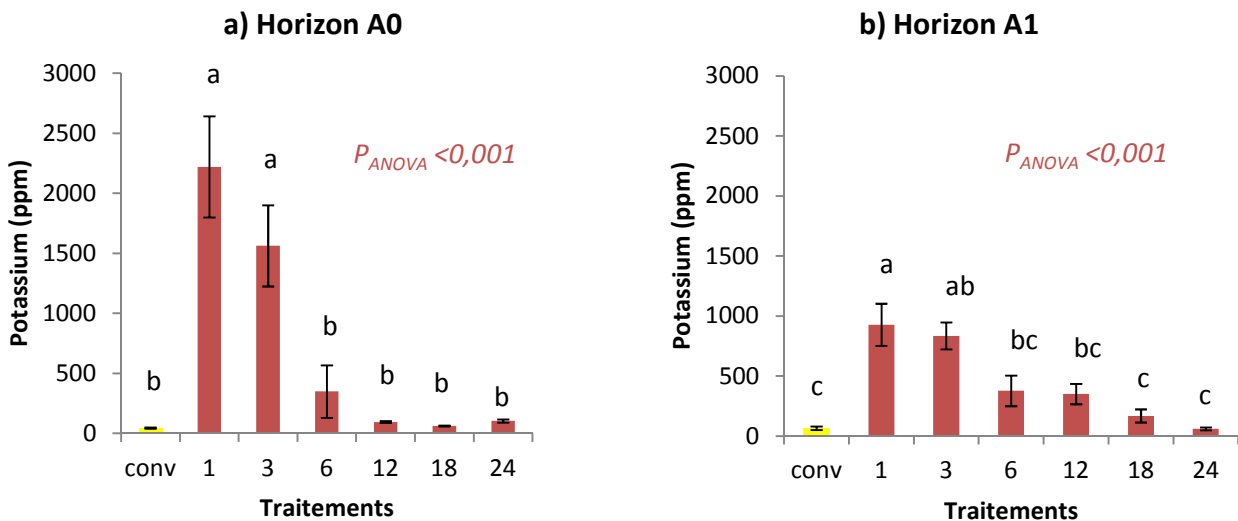 a) Horizon A0
3000
2500
2000
1500
1000
500
0
Potassium (ppm)
a
a
b
b
b
b
b
P_ANOVA <0,001
conv 1 3 6 12 18 24
Traitements
b) Horizon A1
3000
2500
2000
1500
1000
500
0
Potassium (ppm)
c
a
ab
bc
bc
c
c
P_ANOVA <0,001
conv 1 3 6 12 18 24
Traitements